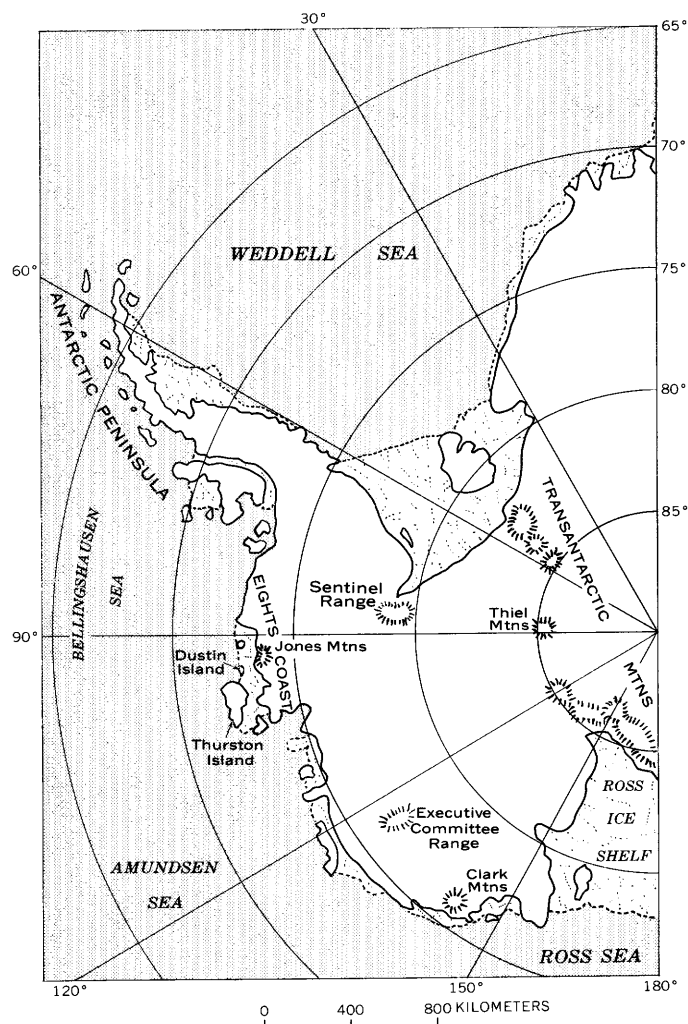 30°
65°
70°
WEDDELL SEA
60°
75°
ANTARCTIC PENINSULA
80°
85°
TRANSANTARCTIC
BELLINGSHAUSEN
SEA
EIGHTS COAST
Sentinel
Range
Thiel
Mtns
90°
Jones Mtns
Dustin
Island
MTNS
Thurston
Island
ROSS
ICE
SHELF
Executive
Committee
Range
AMUNDSEN
SEA
Clark
Mtns
ROSS SEA
120°
150°
180°
0 400 800 KILOMETERS